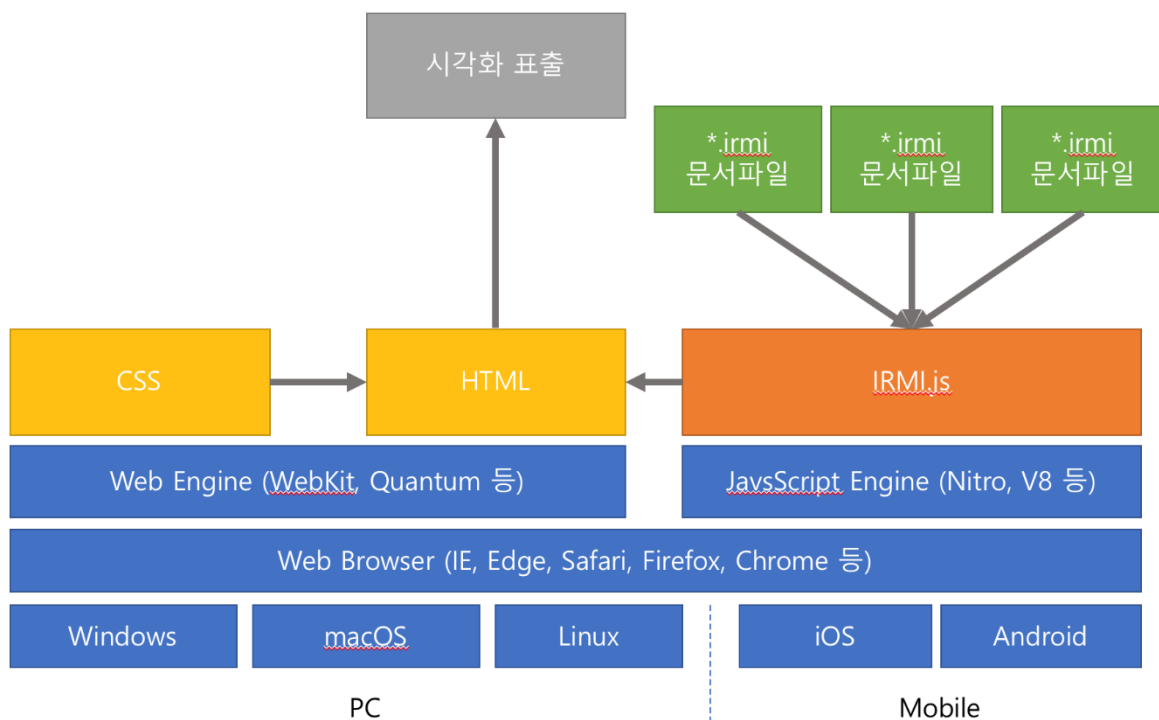 시각화 표출
*.irmi
문서파일
*.irmi
문서파일
*.irmi
문서파일
CSS
HTML
IRMI.js
Web Engine (WebKit, Quantum 등)
JavsScript Engine (Nitro, V8 등)
Web Browser (IE, Edge, Safari, Firefox, Chrome 등)
Windows
macOS
Linux
iOS
Android
PC
Mobile